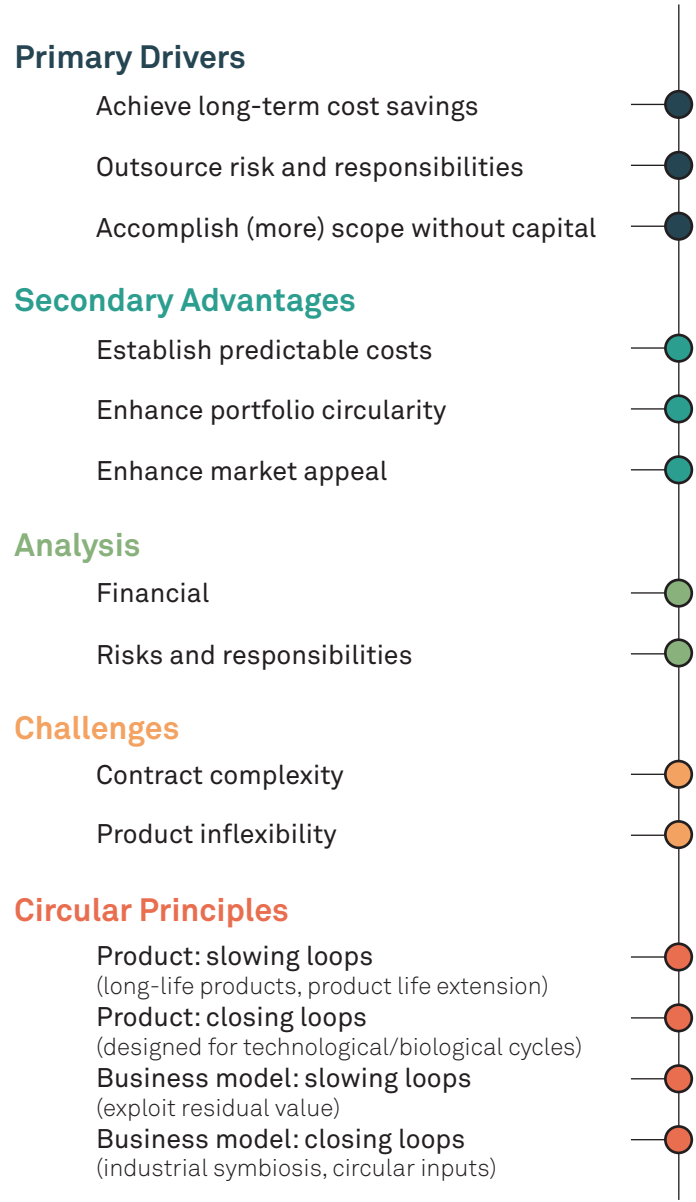 Primary Drivers
Achieve long-term cost savings
Outsource risk and responsibilities
Accomplish (more) scope without capital
Secondary Advantages
Establish predictable costs
Enhance portfolio circularity
Enhance market appeal
Analysis
Financial
Risks and responsibilities
Challenges
Contract complexity
Product inflexibility
Circular Principles
Product: slowing loops
(long-life products, product life extension)
Product: closing loops
(designed for technological/biological cycles)
Business model: slowing loops
(exploit residual value)
Business model: closing loops
(industrial symbiosis, circular inputs)